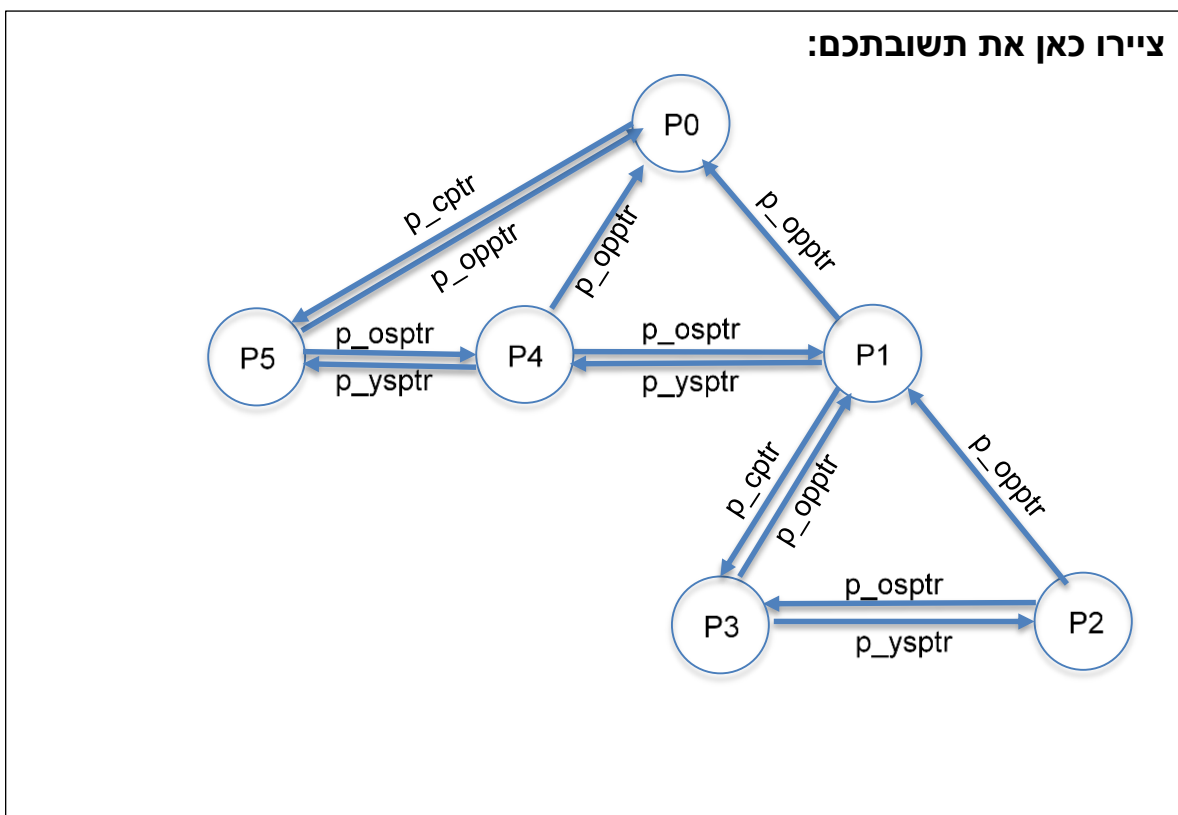 ציירו כאן את תשובתכם:
P0
p_cptr
p_opptr
p_opptr
p_opptr
P5
p_osptr
p_ysptr
P4
p_osptr
p_ysptr
P1
p_cptr
p_opptr
p_opptr
P3
p_osptr
p_ysptr
P2